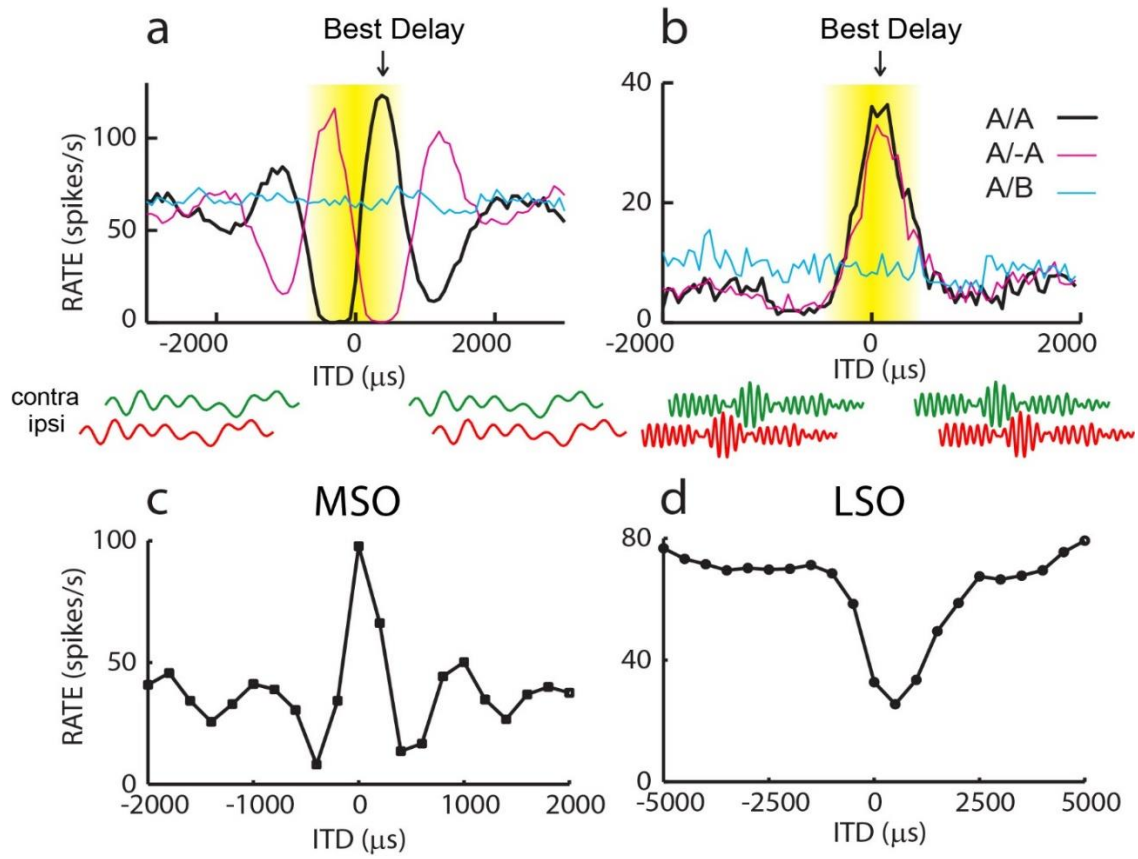 a
Best Delay
RATE (spikes/s)
100
50
0
-2000
0
2000
ITD (μs)
b
Best Delay
40
20
0
-2000
0
2000
ITD (μs)
A/A
A/-A
A/B
contra
ipsi
c
MSO
RATE (spikes/s)
100
50
0
-2000
-1000
0
1000
2000
ITD (μs)
d
LSO
80
40
0
-5000
-2500
0
2500
5000
ITD (μs)